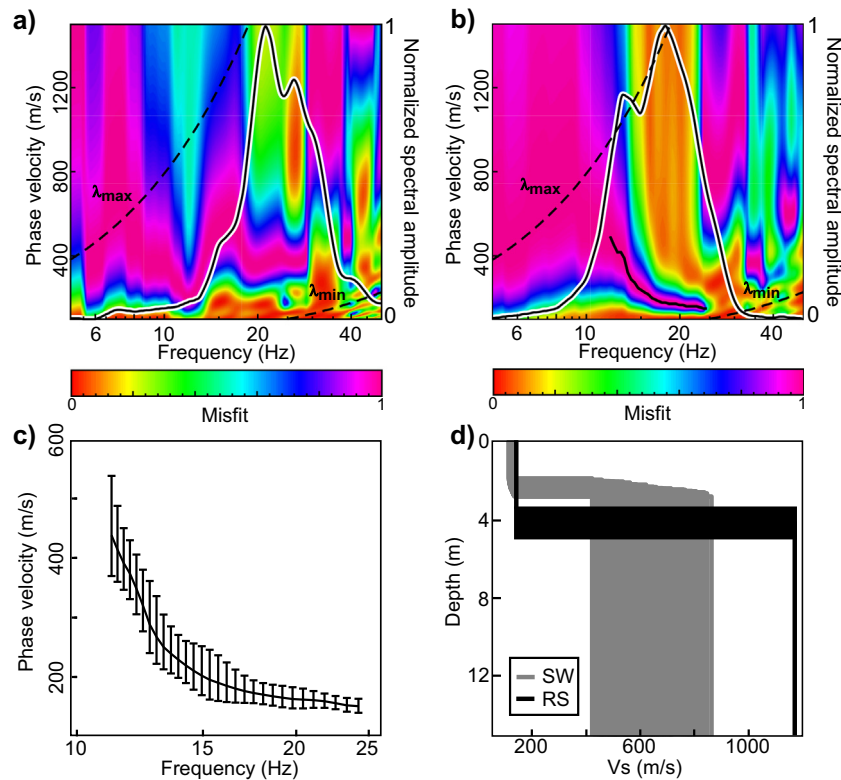 a)
b)
1
1
1200
800
400
Phase velocity (m/s)
λmax
λmin
Normalized spectral amplitude
0
6
10
20
40
Frequency (Hz)
1200
800
400
Phase velocity (m/s)
λmax
λmin
Normalized spectral amplitude
0
6
10
20
40
Frequency (Hz)
0
1
Misfit
0
1
Misfit
c)
d)
600
500
400
200
Phase velocity (m/s)
10
15
20
25
Frequency (Hz)
0
4
8
12
Depth (m)
SW
RS
200
600
1000
Vs (m/s)